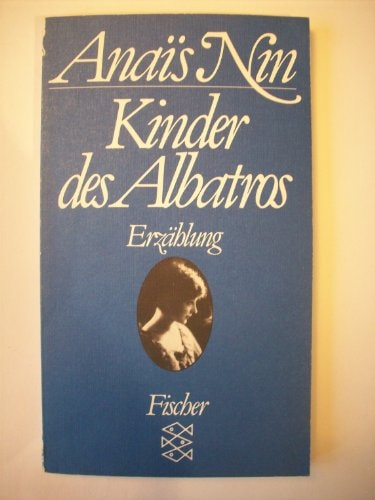 Anaïs Nin
Kinder
des Albatros
Erzählung
Fischer